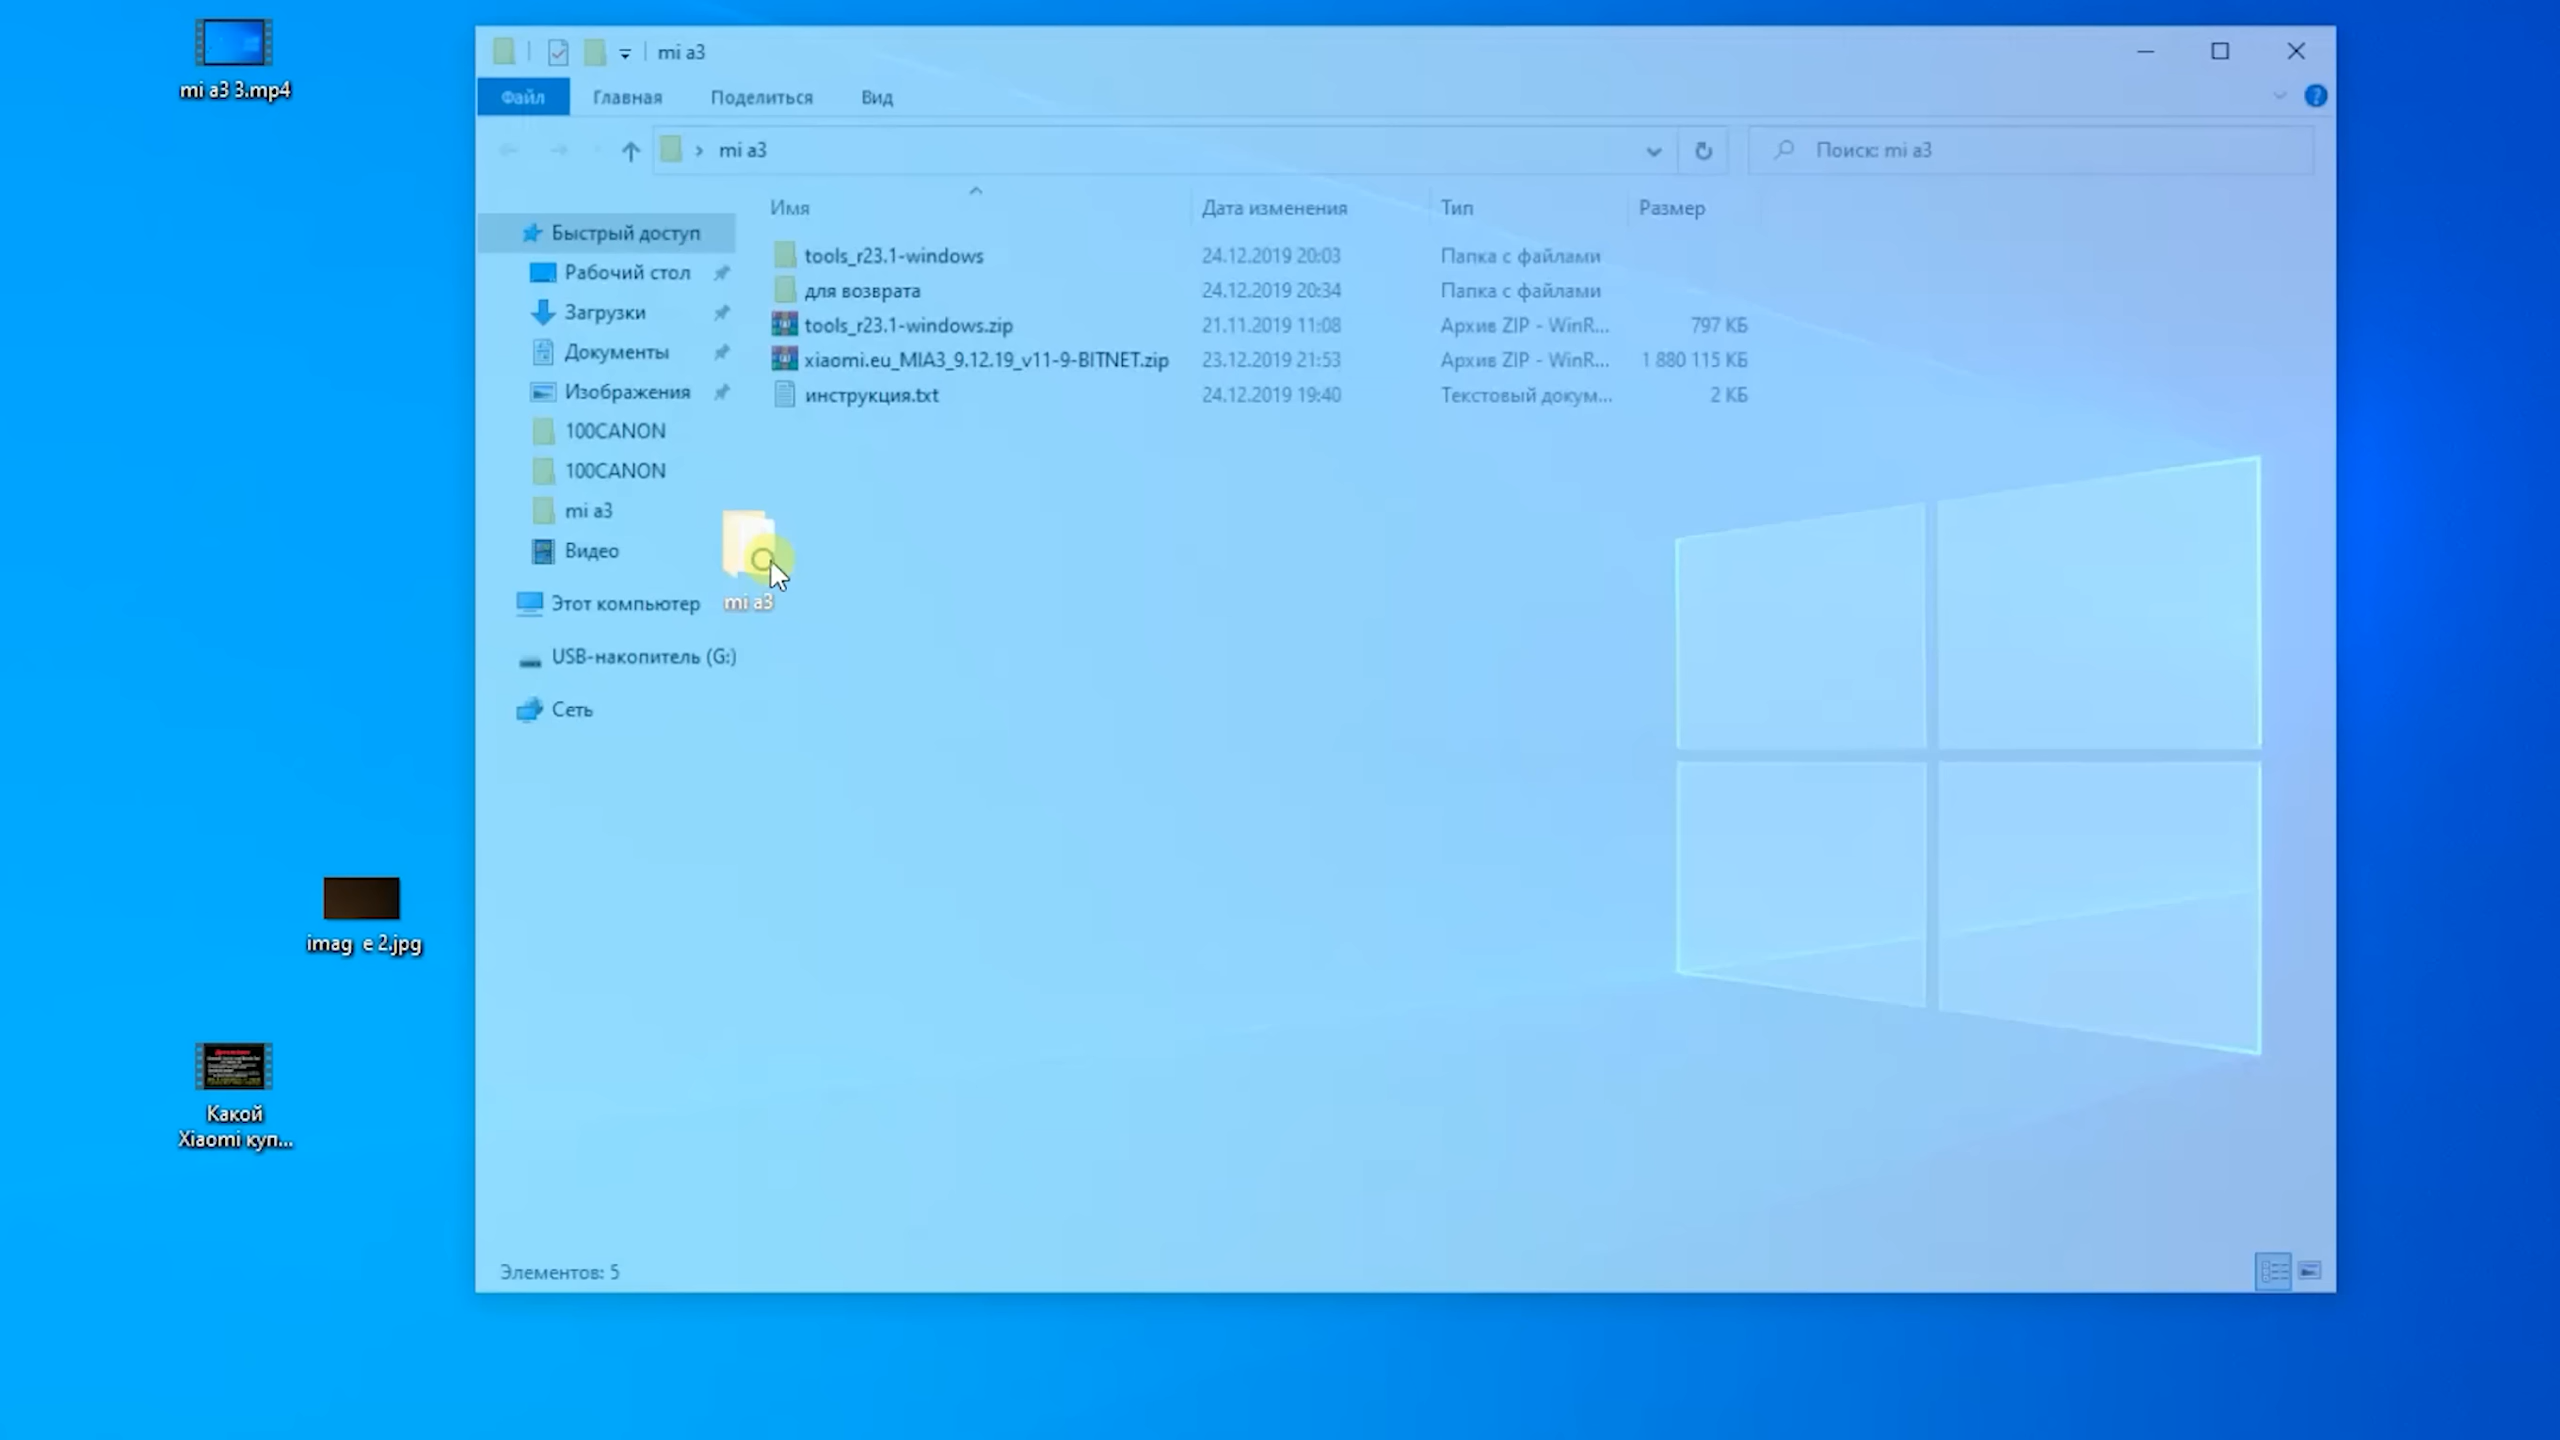 mi a3 3.mp4
mi a3
Файл Главная Поделиться Вид
mi a3
Поиск: mi a3
Имя Дата изменения Тип Размер
tools_r23.1-windows 24.12.2019 20:03 Папка с файлами
для возврата 24.12.2019 20:34 Папка с файлами
tools_r23.1-windows.zip 21.11.2019 11:08 Архив ZIP - WinR... 797 КБ
xiaomi.eu_MIA3_9.12.19_v11-9-BITNET.zip 23.12.2019 21:53 Архив ZIP - WinR... 1 880 115 КБ
инструкция.txt 24.12.2019 19:40 Текстовый докум... 2 КБ
Быстрый доступ
Рабочий стол
Загрузки
Документы
Изображения
100CANON
100CANON
mi a3
Видео
Этот компьютер
USB-накопитель (G:)
Сеть
mi a3
imag e 2.jpg
Какой
Xiaomi куп...
Элементов: 5